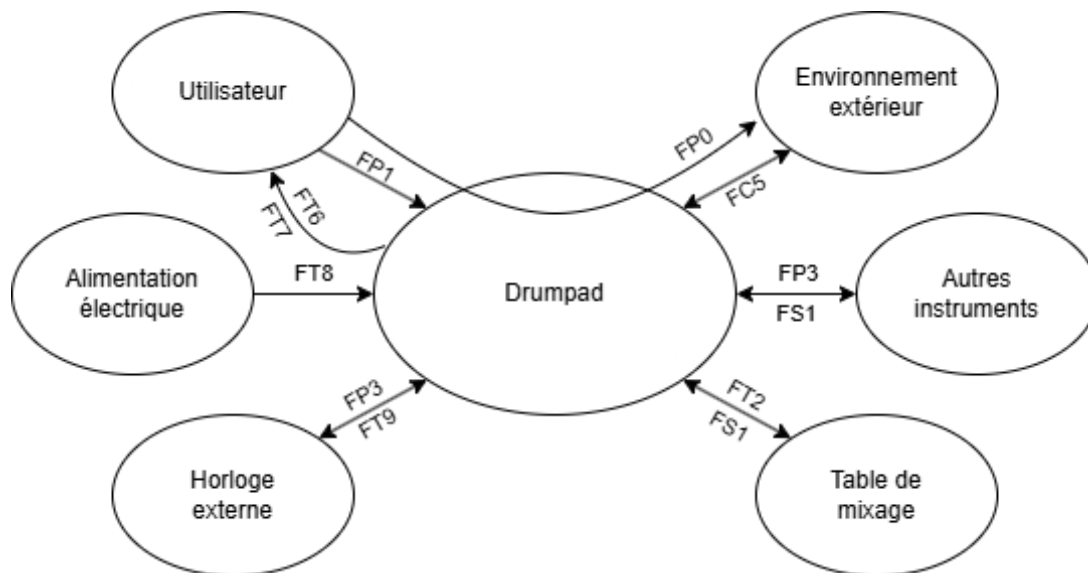 Utilisateur
Environnement
extérieur
FP0
FP1
FC5
FT6
FT7
Alimentation
électrique
FT8
Drumpad
FP3
FS1
Autres
instruments
FP3
FT9
FT2
FS1
Horloge
externe
Table de
mixage